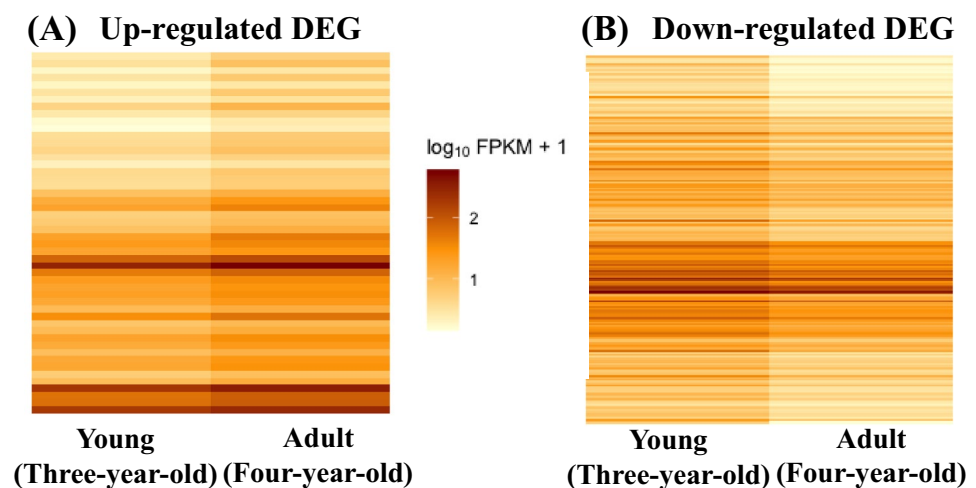 (A) Up-regulated DEG
(B) Down-regulated DEG
log₁₀ FPKM + 1
2
1
Young
(Three-year-old)
Adult
(Four-year-old)
Young
(Three-year-old)
Adult
(Four-year-old)